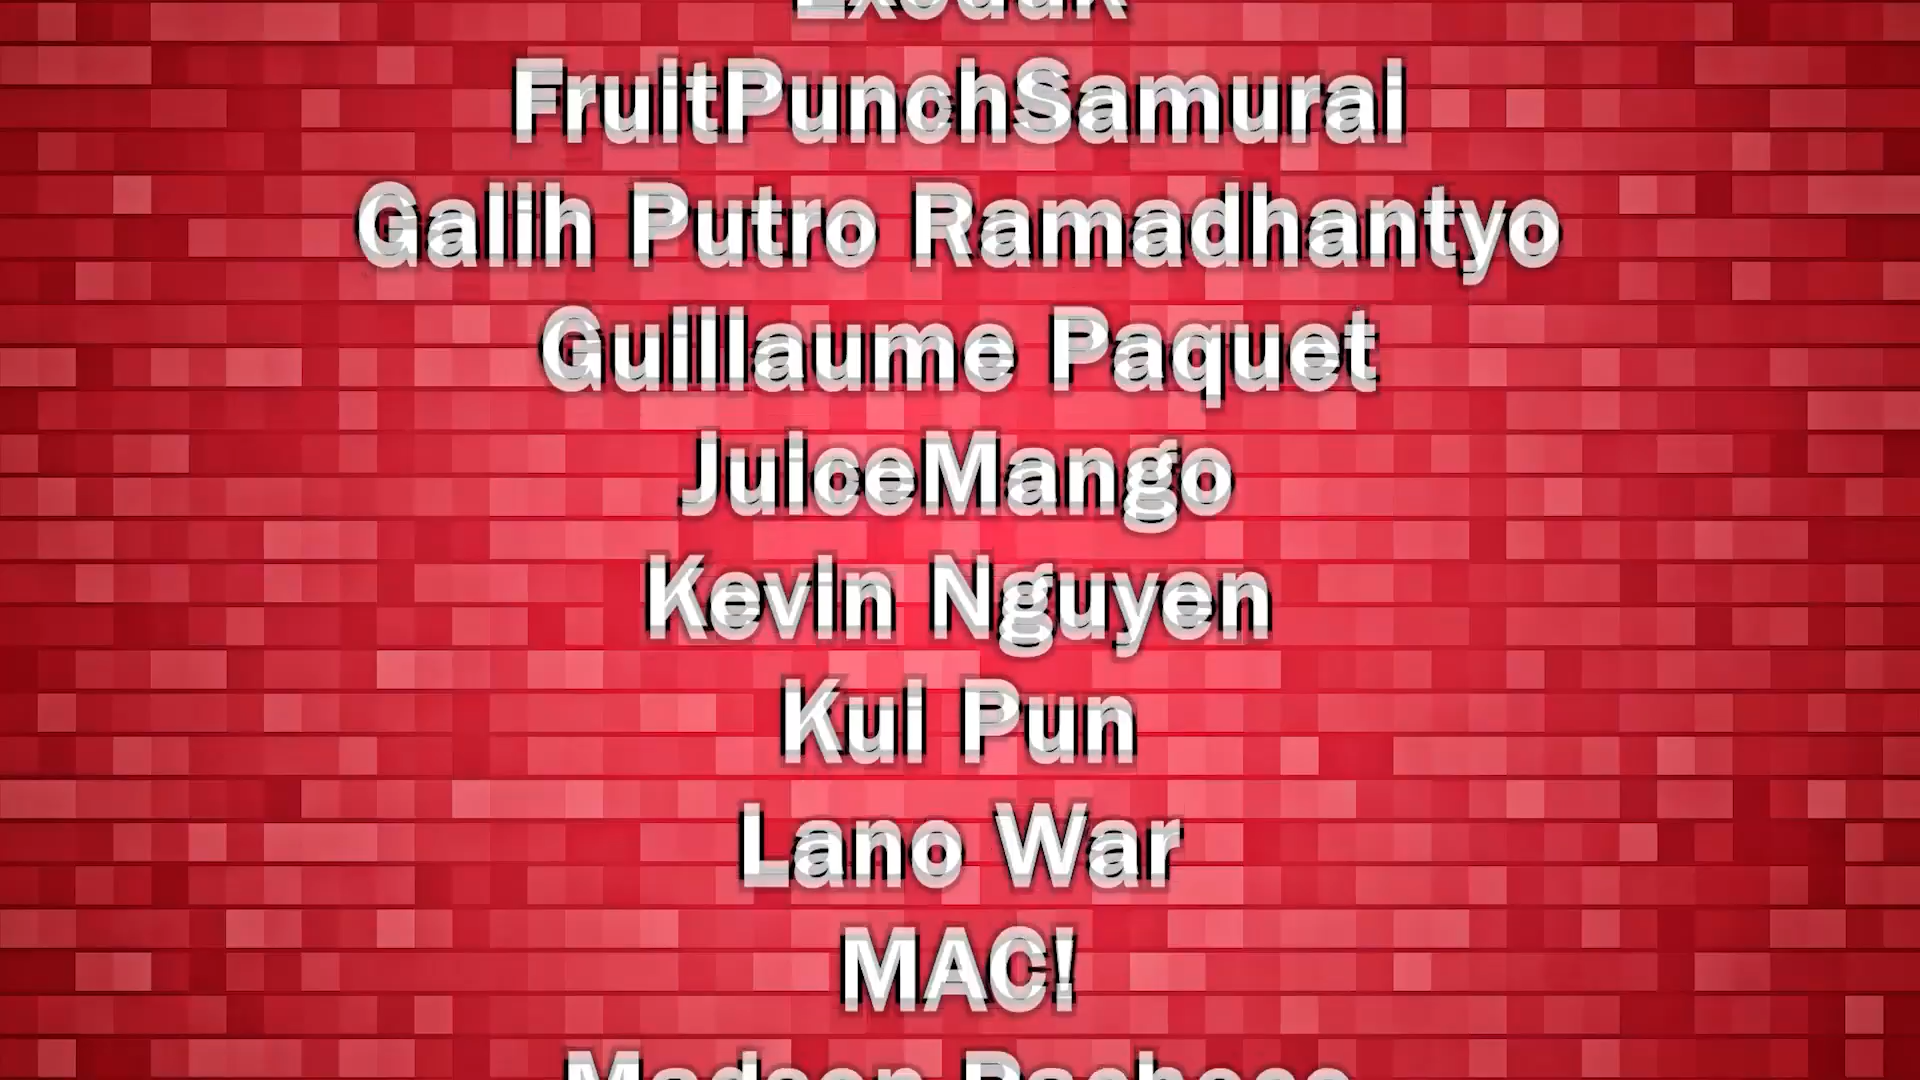 FruitPunchSamurai
Galih Putro Ramadhantyo
Guillaume Paquet
JuiceMango
Kevin Nguyen
Kui Pun
Lano War
MAC!